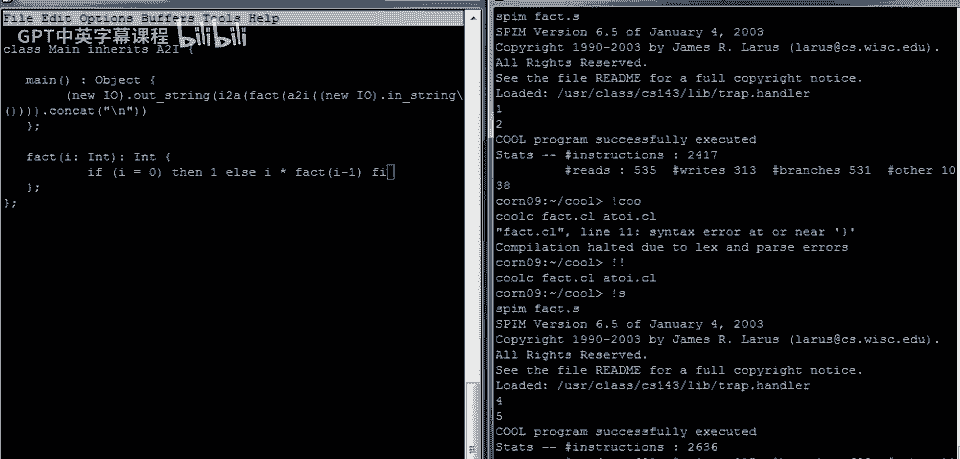 File Edit Options Buffers Tools Help
GPT中英字幕课程 bilibili
class Main inherits A2I {
main() : Object {
(new IO).out_string(i2a(fact(a2i((new IO).in_string\
()))).concat("\n"))
};
fact(i: Int): Int {
if (i = 0) then 1 else i * fact(i-1) fi
};
};
spim fact.s
SPIM Version 6.5 of January 4, 2003
Copyright 1990-2003 by James R. Larus (larus@cs.wisc.edu).
All Rights Reserved.
See the file README for a full copyright notice.
Loaded: /usr/class/cs143/lib/trap.handler
1
2
COOL program successfully executed
Stats -- #instructions : 2417
#reads : 535 #writes 313 #branches 531 #other 10
38
corn09:~/cool> !coo
coolc fact.cl atoi.cl
"fact.cl", line 11: syntax error at or near '}'
Compilation halted due to lex and parse errors
corn09:~/cool> !!
coolc fact.cl atoi.cl
corn09:~/cool> !s
spim fact.s
SPIM Version 6.5 of January 4, 2003
Copyright 1990-2003 by James R. Larus (larus@cs.wisc.edu).
All Rights Reserved.
See the file README for a full copyright notice.
Loaded: /usr/class/cs143/lib/trap.handler
4
5
COOL program successfully executed
Stats -- #instructions : 2636